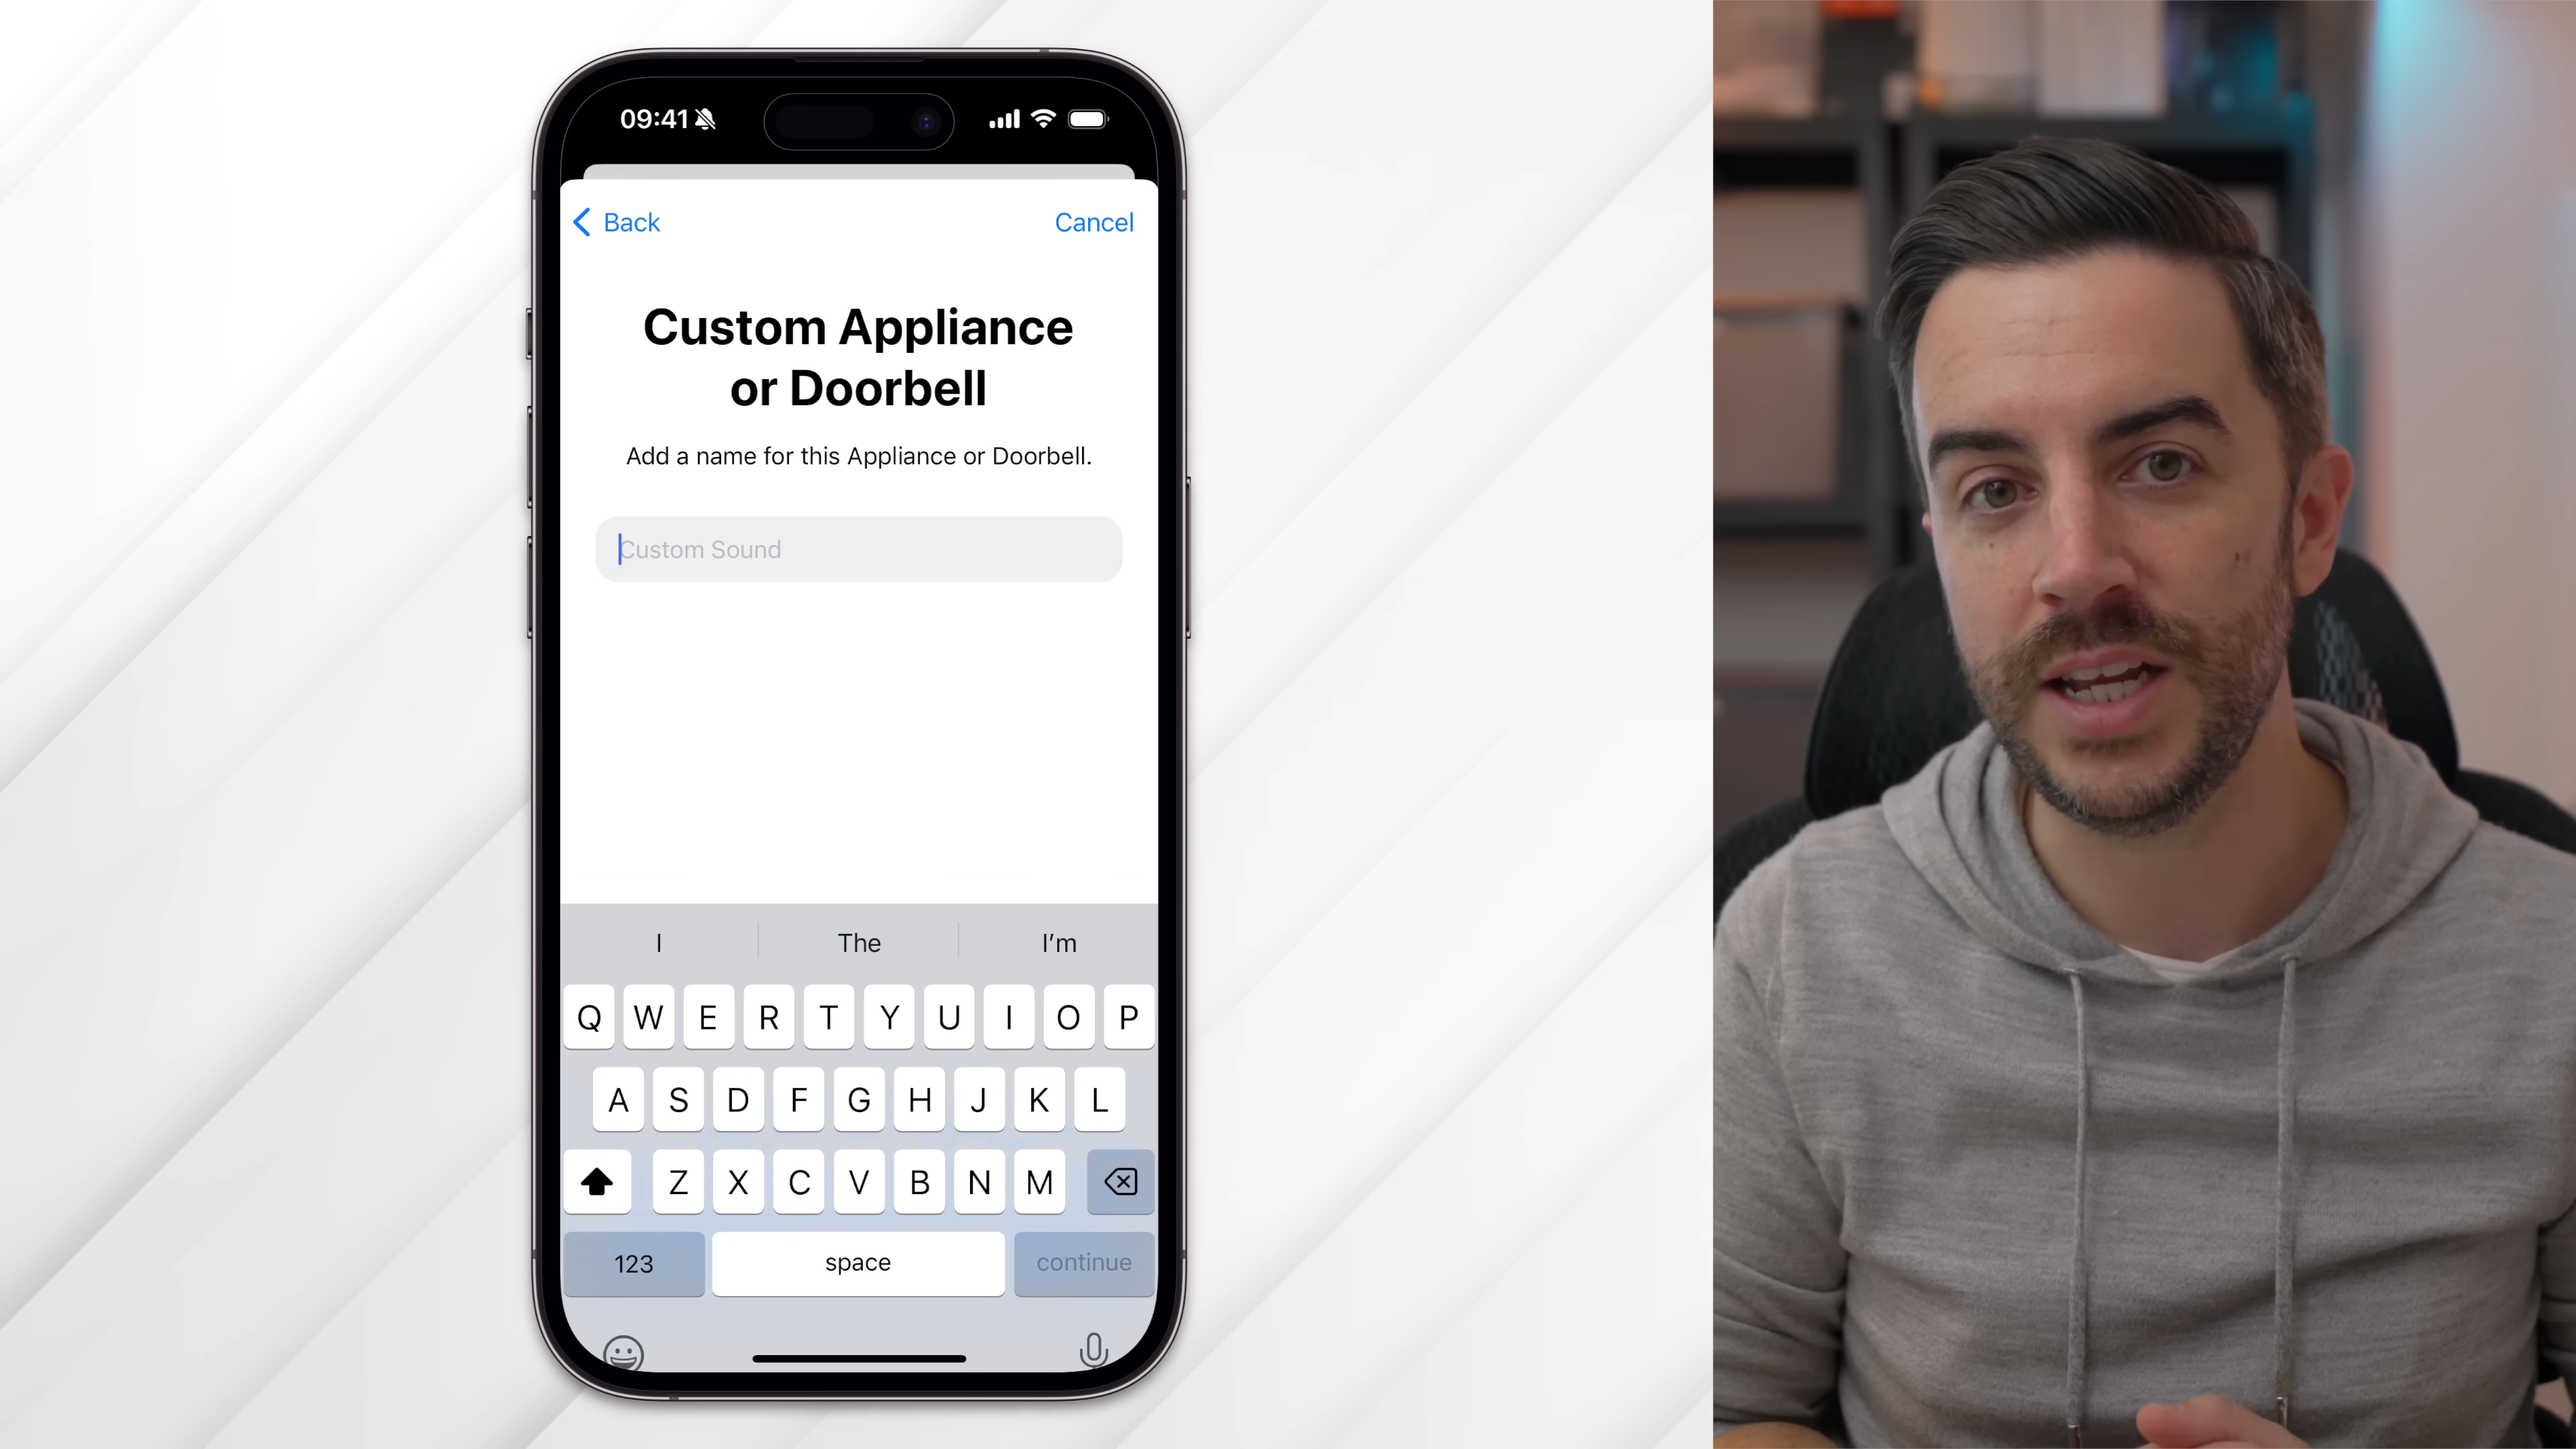 09:41
Back
Cancel
Custom Appliance
or Doorbell
Add a name for this Appliance or Doorbell.
Custom Sound
I
The
I'm
Q W E R T Y U I O P
A S D F G H J K L
Z X C V B N M
123
space
continue